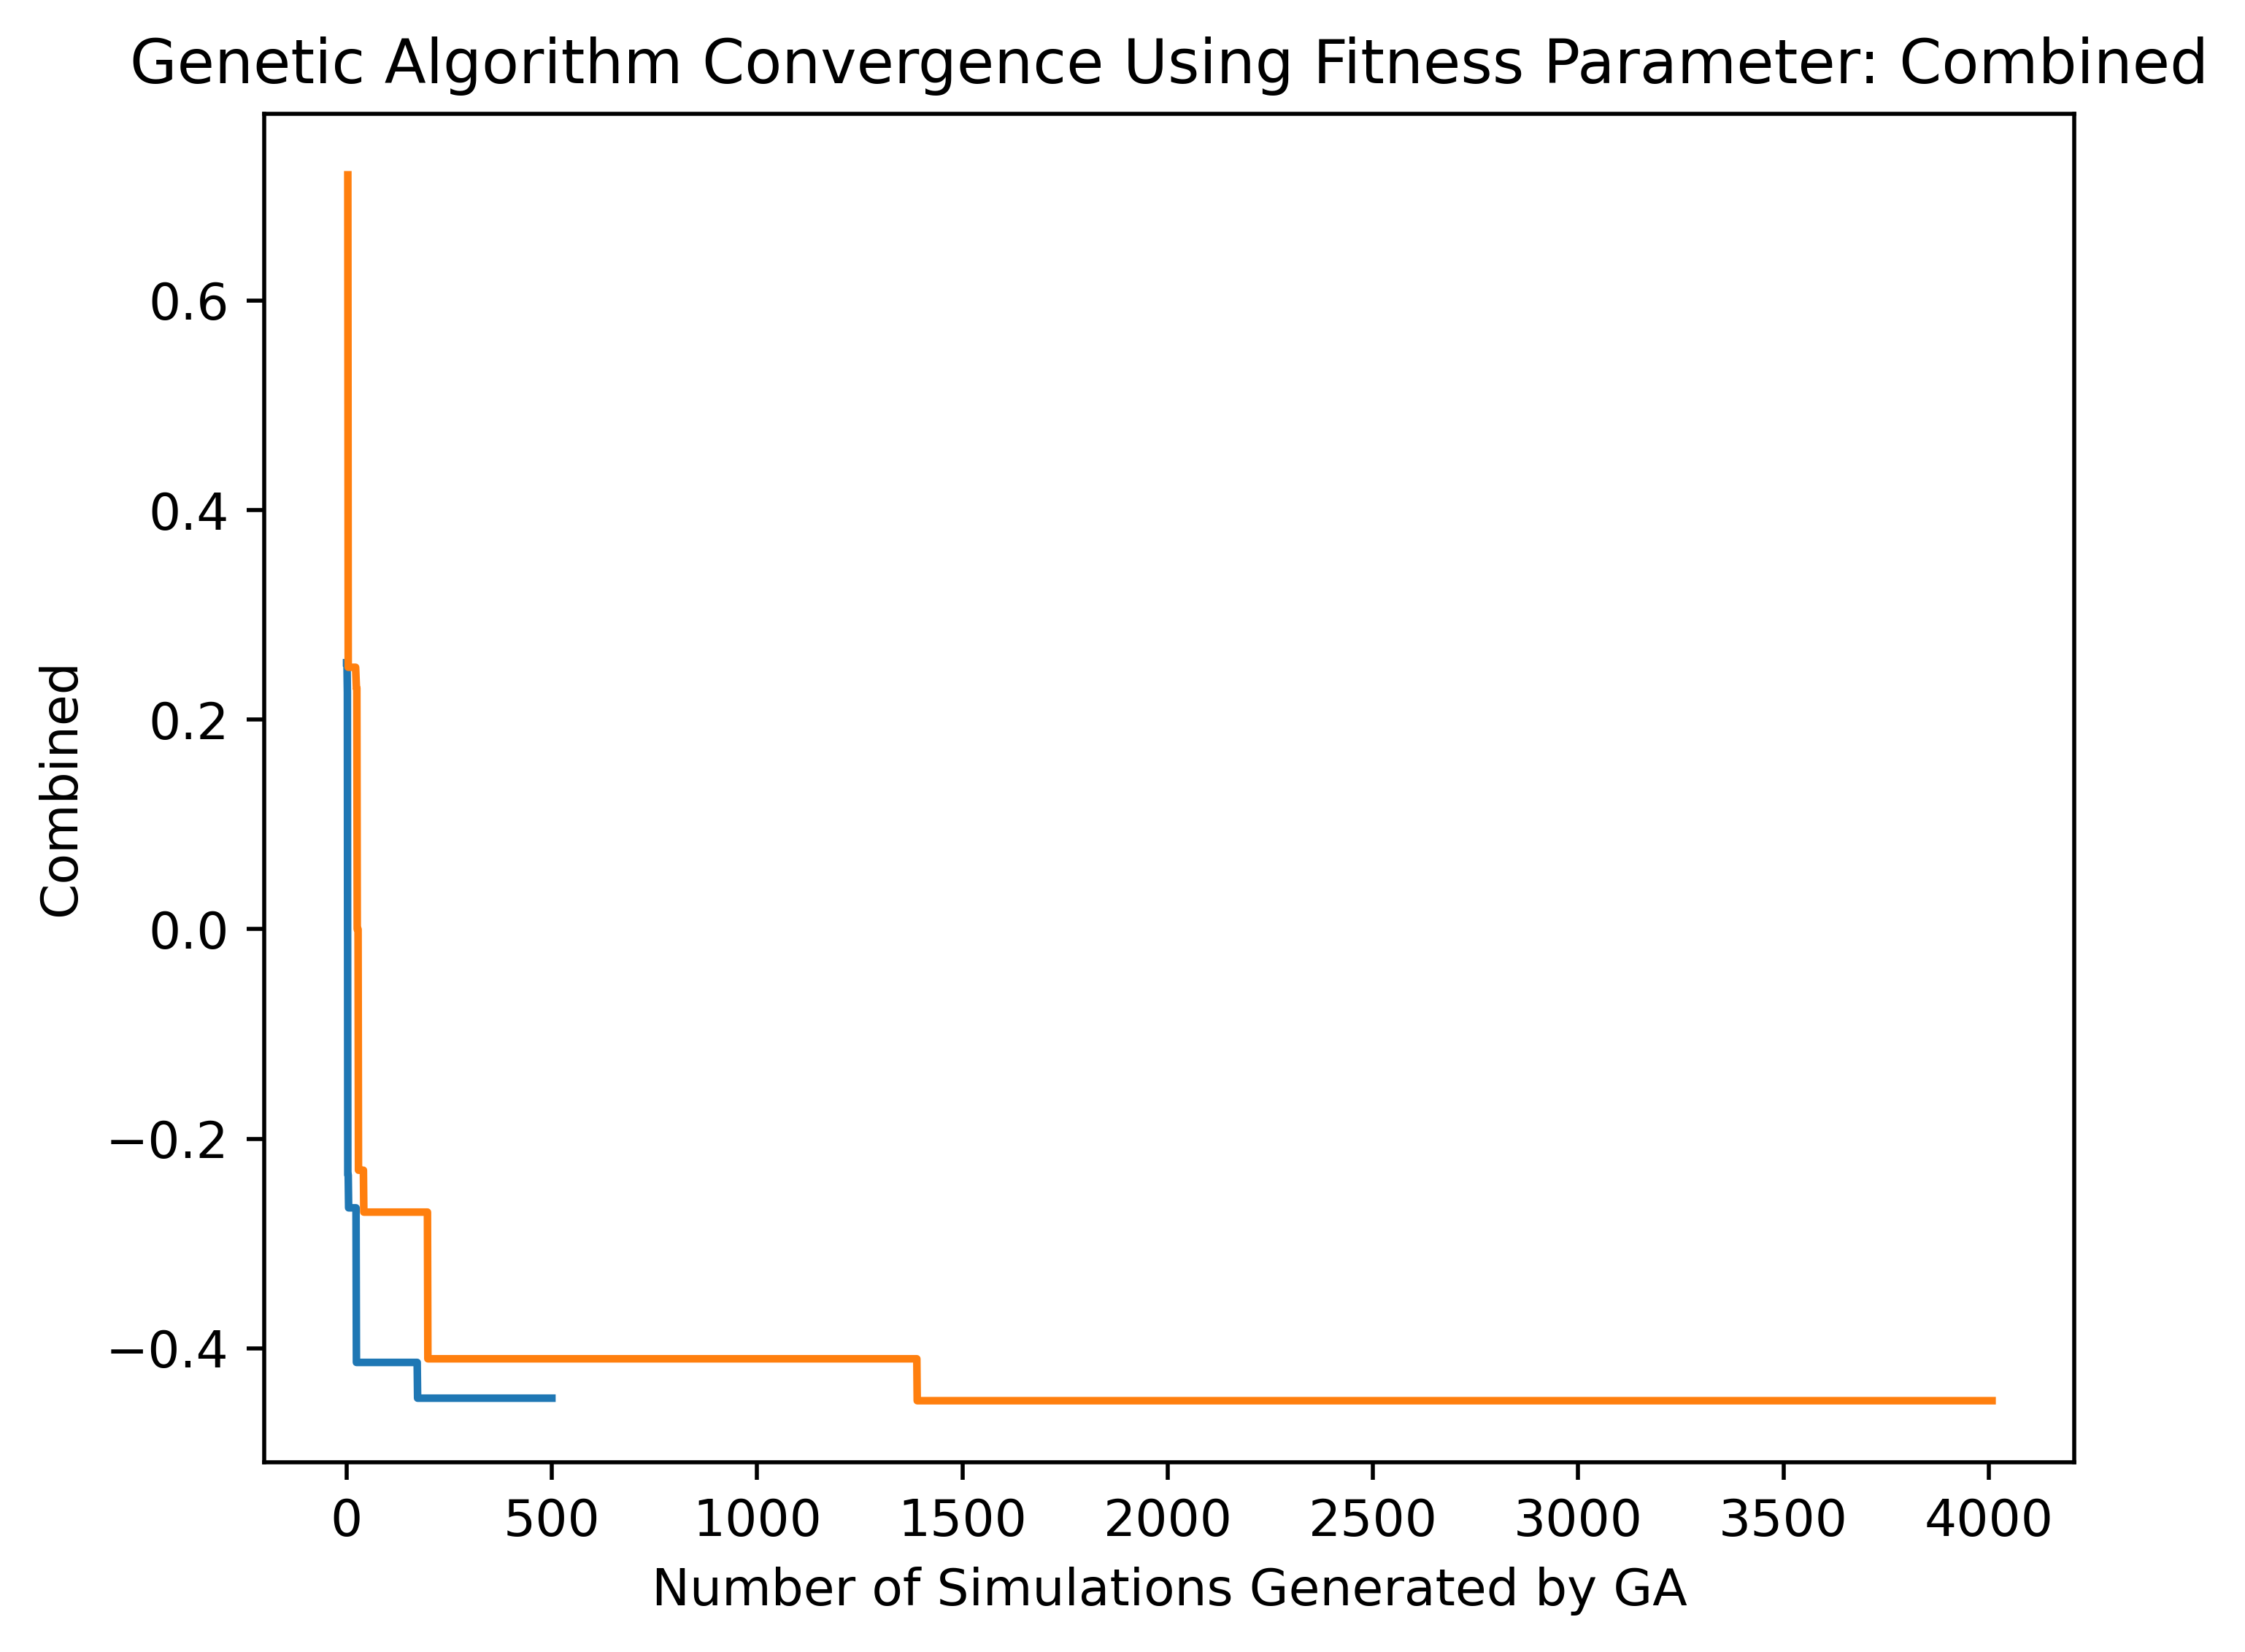 Genetic Algorithm Convergence Using Fitness Parameter: Combined
Combined
0.6
0.4
0.2
0.0
−0.2
−0.4
0 500 1000 1500 2000 2500 3000 3500 4000
Number of Simulations Generated by GA